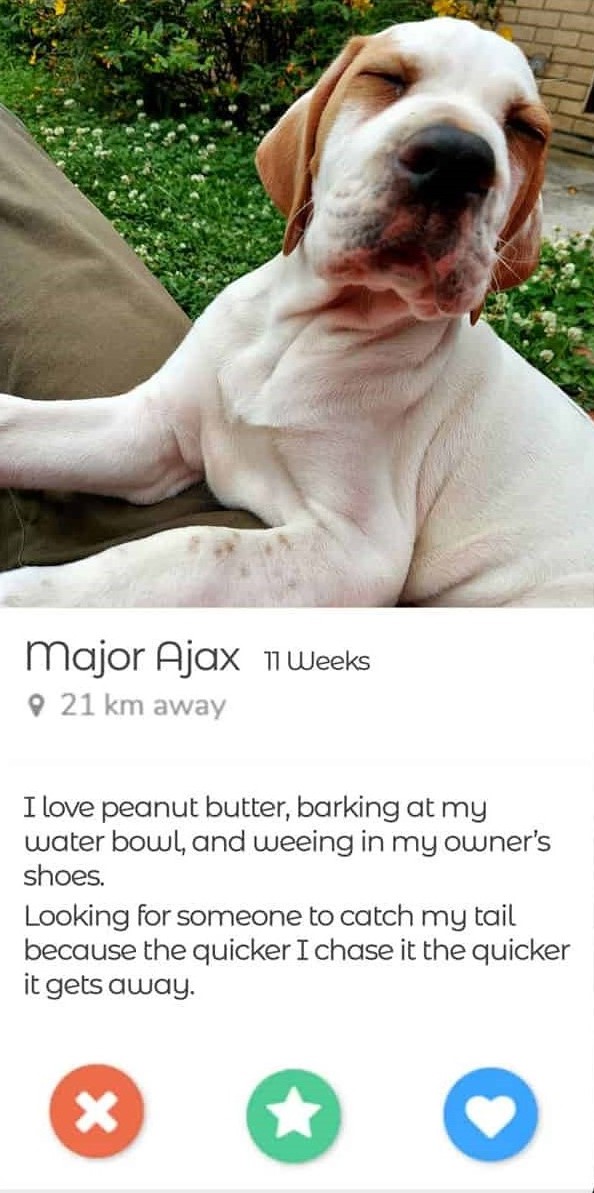 Major Ajax 11 Weeks
21 km away
I love peanut butter, barking at my
water bowl, and weeing in my owner's
shoes.
Looking for someone to catch my tail
because the quicker I chase it the quicker
it gets away.